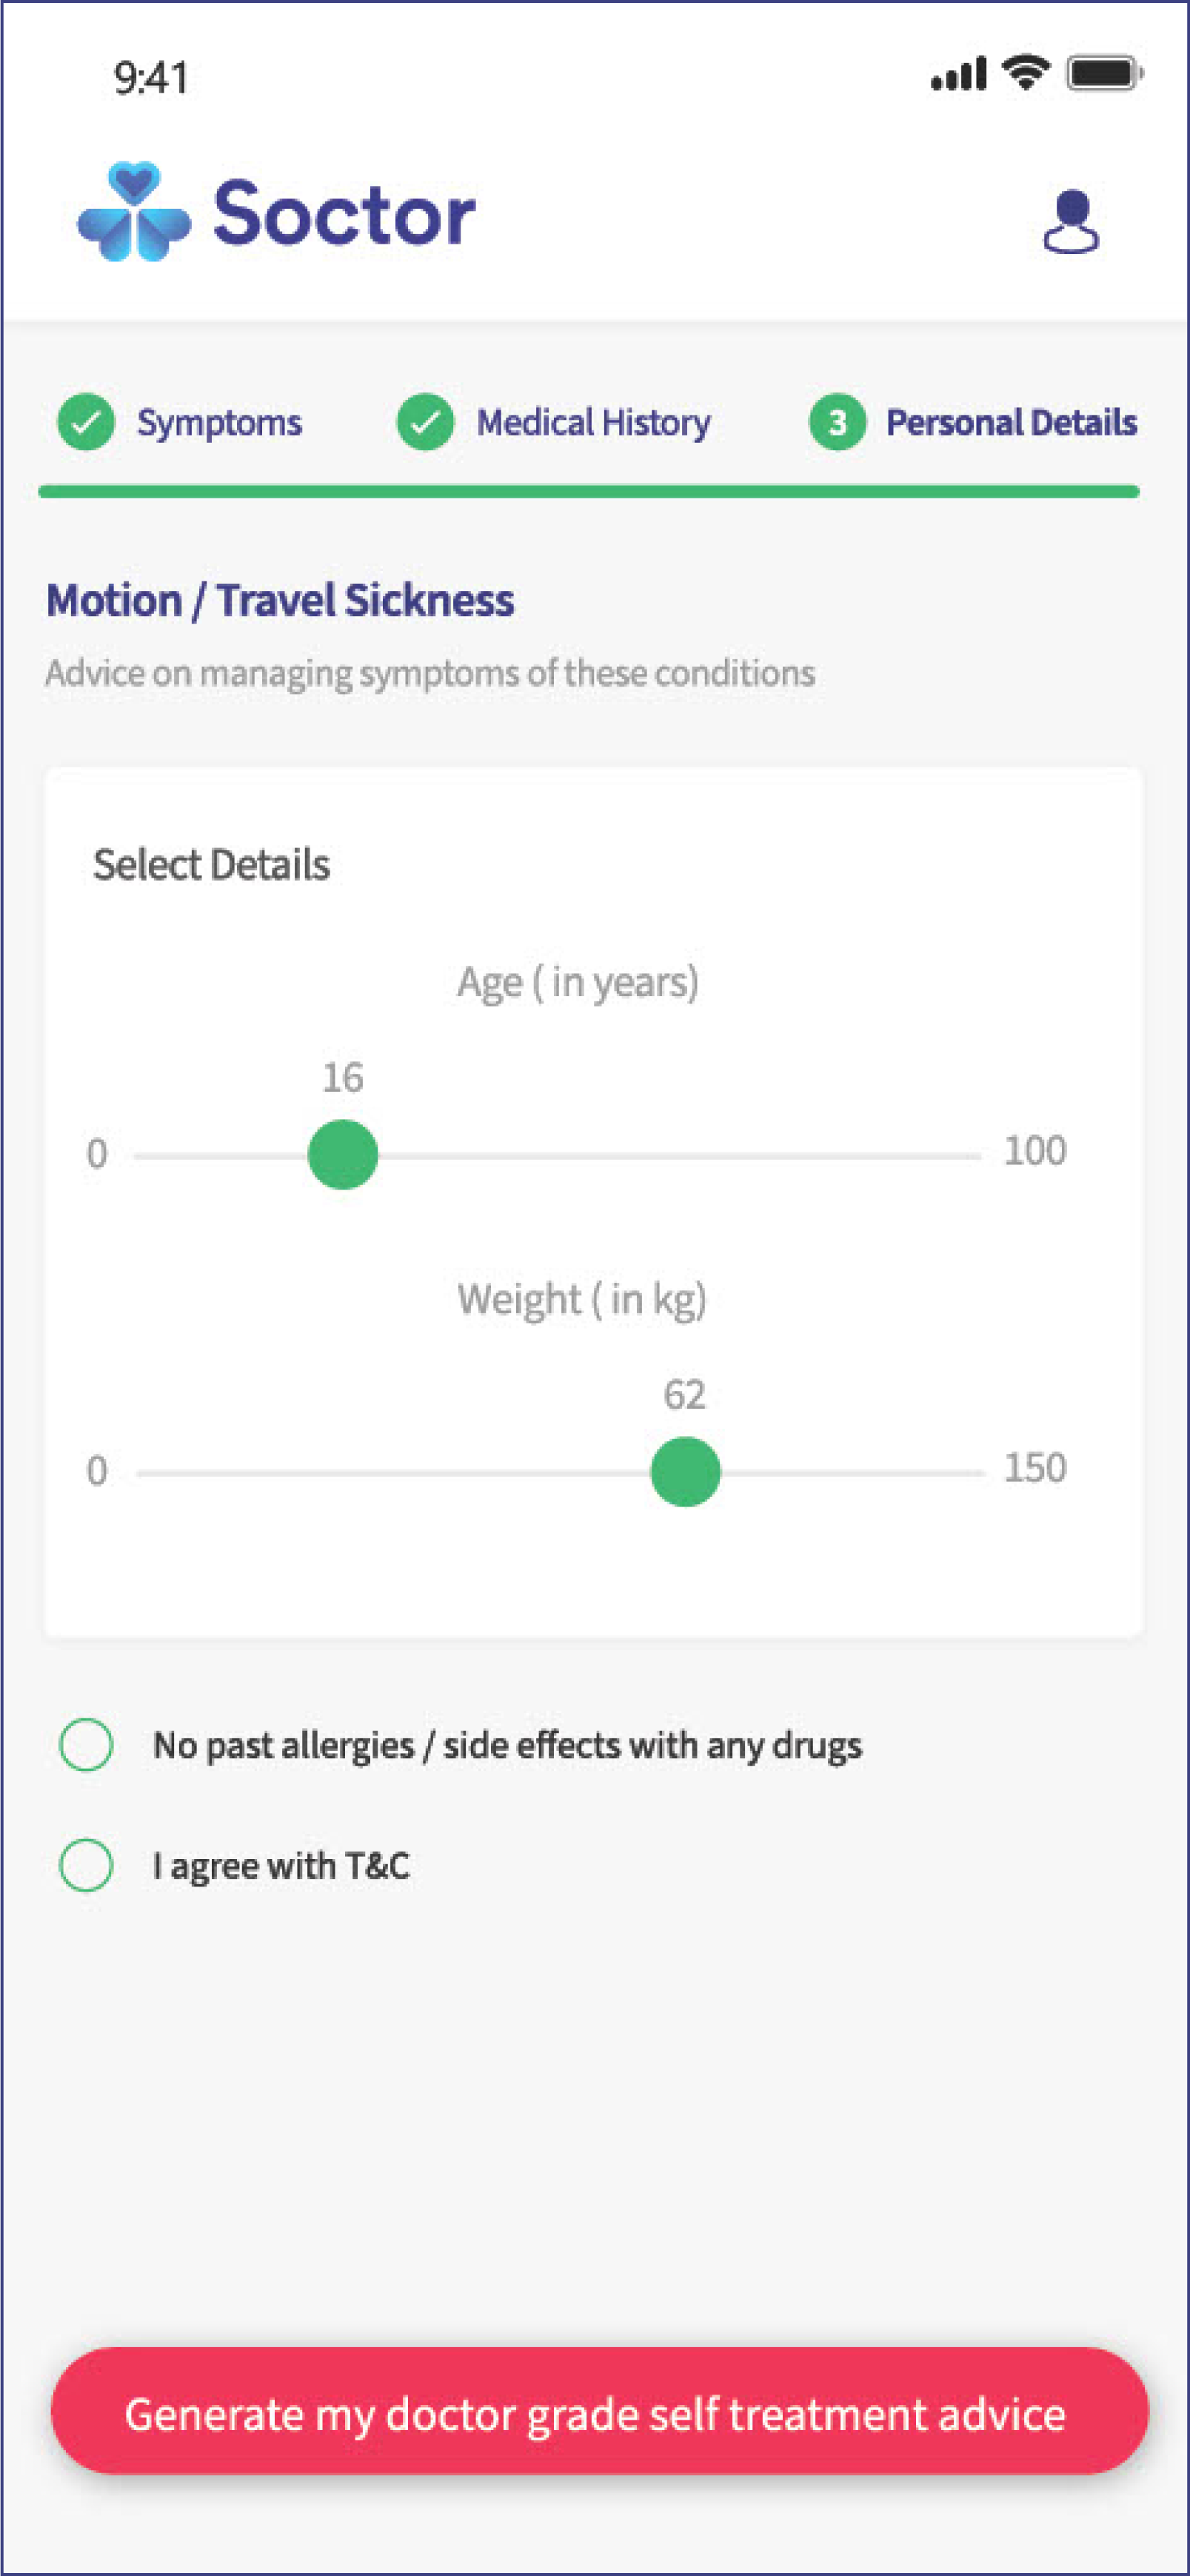 9:41
Soctor
Symptoms
Medical History
3 Personal Details
Motion / Travel Sickness
Advice on managing symptoms of these conditions
Select Details
Age ( in years)
16
0 100
Weight ( in kg)
62
0 150
No past allergies / side effects with any drugs
I agree with T&C
Generate my doctor grade self treatment advice